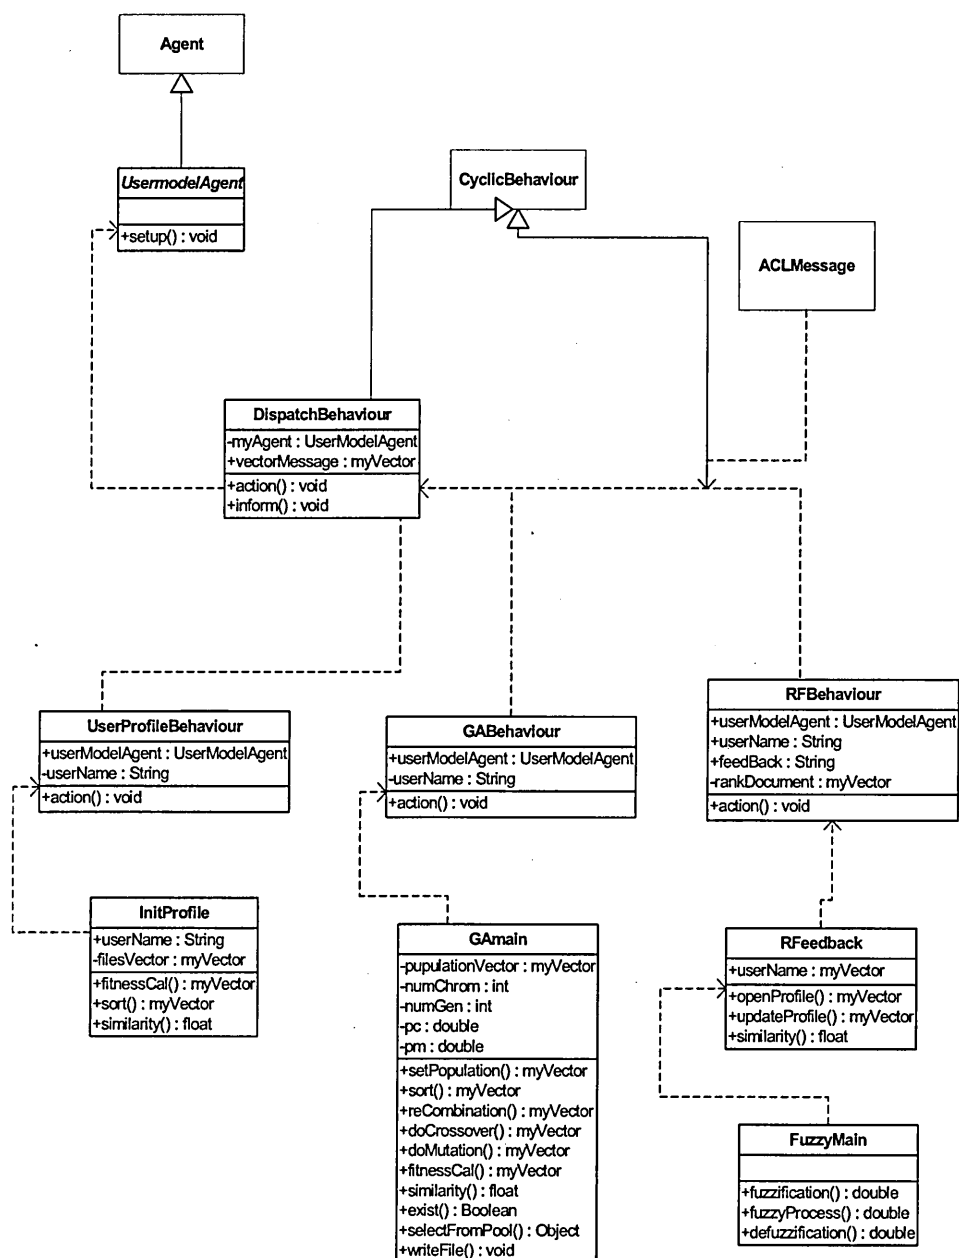 Agent
UsermodelAgent
+setup() : void
CyclicBehaviour
ACLMessage
DispatchBehaviour
-myAgent : UserModelAgent
+vectorMessage : myVector
+action() : void
+inform() : void
UserProfileBehaviour
+userModelAgent : UserModelAgent
-userName : String
+action() : void
GABehaviour
+userModelAgent : UserModelAgent
-userName : String
+action() : void
RFBehaviour
+userModelAgent : UserModelAgent
+userName : String
+feedBack : String
-rankDocument : myVector
+action() : void
InitProfile
+userName : String
-filesVector : myVector
+fitnessCal() : myVector
+sort() : myVector
+similarity() : float
GAmain
-pupulationVector : myVector
-numChrom : int
-numGen : int
-pc : double
-pm : double
+setPopulation() : myVector
+sort() : myVector
+reCombination() : myVector
+doCrossover() : myVector
+doMutation() : myVector
+fitnessCal() : myVector
+similarity() : float
+exist() : Boolean
+selectFromPool() : Object
+writeFile() : void
RFeedback
+userName : myVector
+openProfile() : myVector
+updateProfile() : myVector
+similarity() : float
FuzzyMain
+fuzzification() : double
+fuzzyProcess() : double
+defuzzification() : double